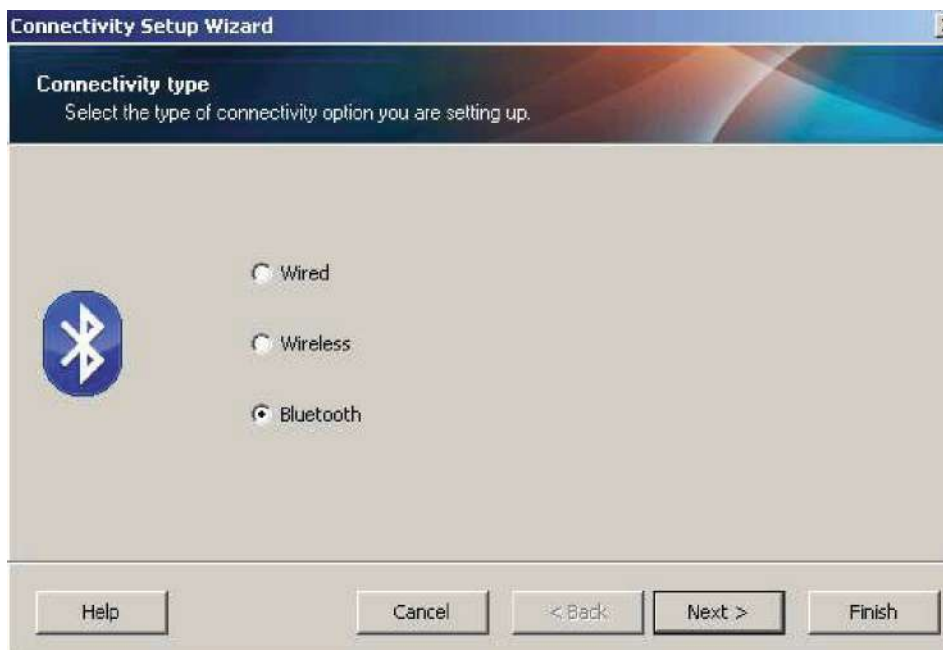 Connectivity Setup Wizard
Connectivity type
Select the type of connectivity option you are setting up.
Wired
Wireless
Bluetooth
Help
Cancel
< Back
Next >
Finish